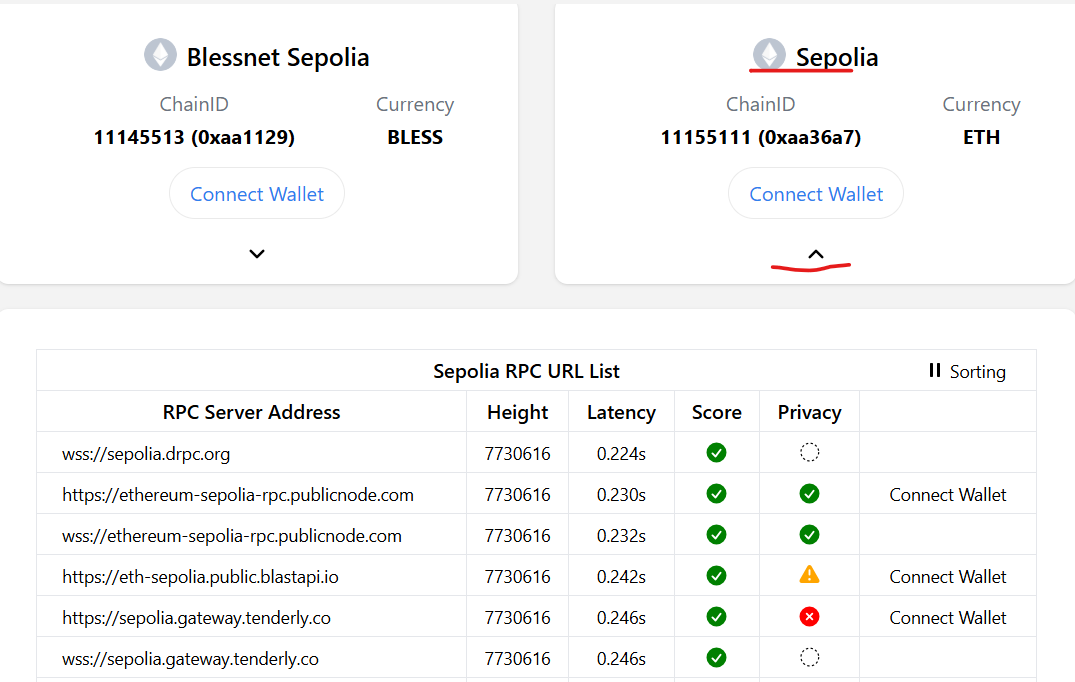 Blessnet Sepolia
ChainID Currency
11145513 (0xaa1129) BLESS
Connect Wallet
Sepolia
ChainID Currency
11155111 (0xaa36a7) ETH
Connect Wallet
Sepolia RPC URL List Sorting
RPC Server Address Height Latency Score Privacy
wss://sepolia.drpc.org 7730616 0.224s
https://ethereum-sepolia-rpc.publicnode.com 7730616 0.230s Connect Wallet
wss://ethereum-sepolia-rpc.publicnode.com 7730616 0.232s
https://eth-sepolia.public.blastapi.io 7730616 0.242s Connect Wallet
https://sepolia.gateway.tenderly.co 7730616 0.246s Connect Wallet
wss://sepolia.gateway.tenderly.co 7730616 0.246s